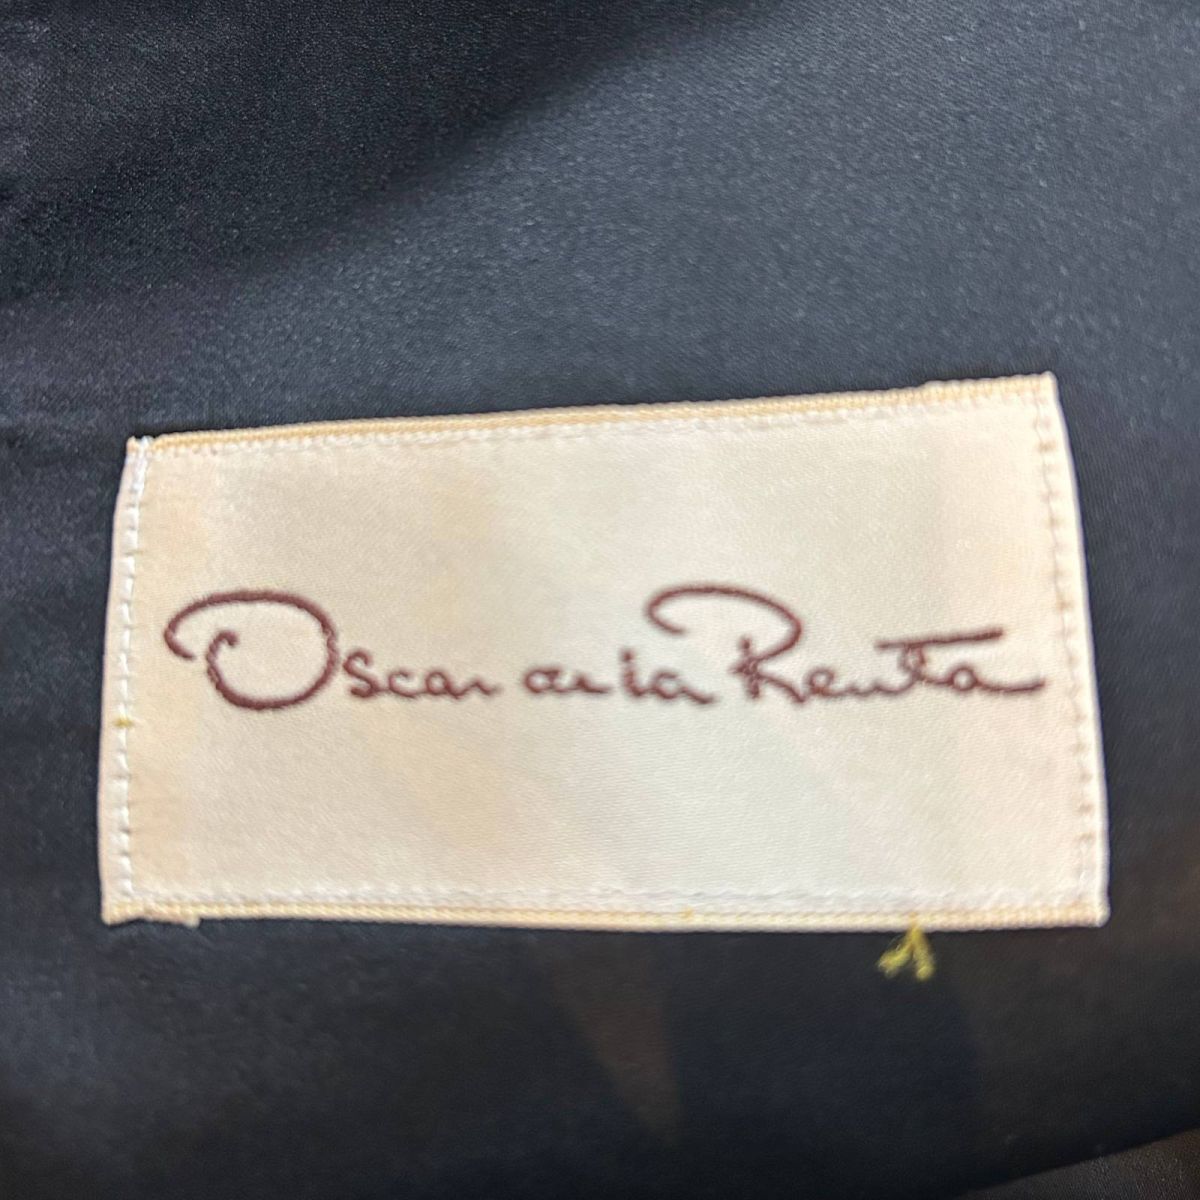 Oscar de la Renta